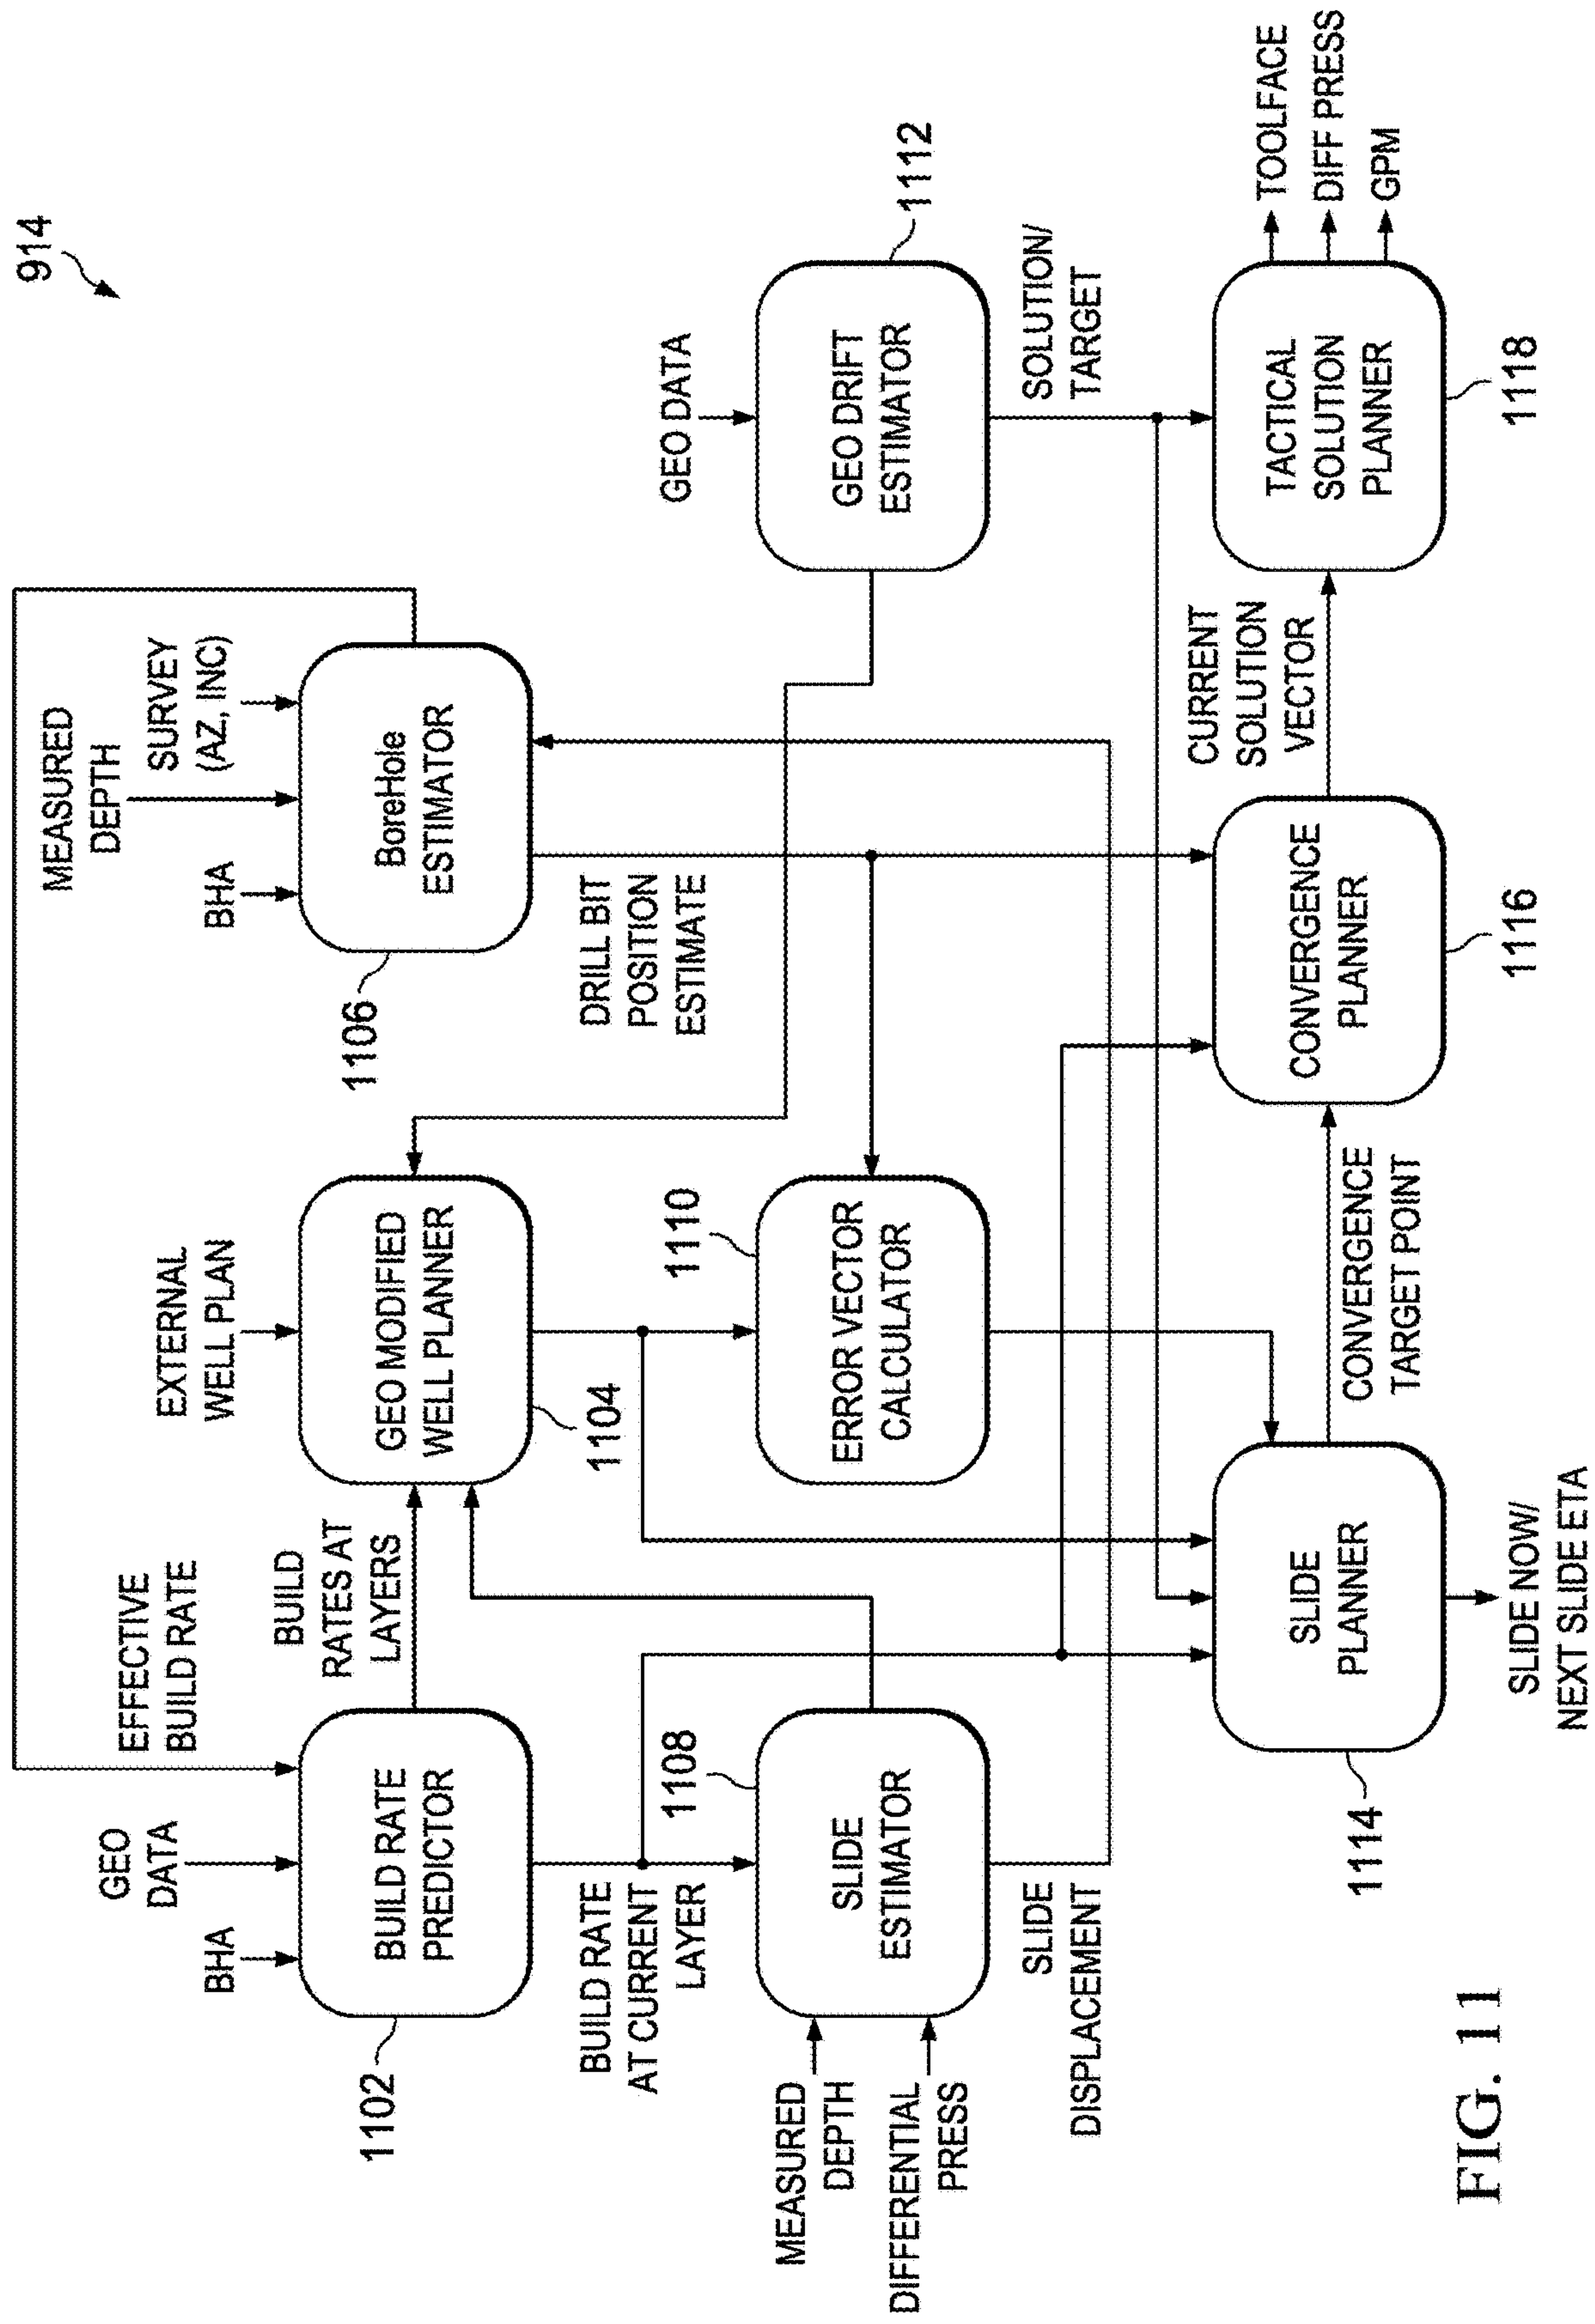 914
BHA
GEO
DATA
EFFECTIVE
BUILD RATE
EXTERNAL
WELL PLAN
BHA
MEASURED
DEPTH
SURVEY
(AZ, INC)
1102
BUILD RATE
PREDICTOR
BUILD
RATES AT
LAYERS
GEO MODIFIED
WELL PLANNER
1104
1106
BoreHole
ESTIMATOR
BUILD RATE
AT CURRENT
LAYER
DRILL BIT
POSITION
ESTIMATE
GEO DATA
MEASURED
DEPTH
DIFFERENTIAL
PRESS
1108
SLIDE
ESTIMATOR
1110
ERROR VECTOR
CALCULATOR
GEO DRIFT
ESTIMATOR
1112
SLIDE
DISPLACEMENT
SOLUTION/
TARGET
1114
SLIDE
PLANNER
CONVERGENCE
TARGET POINT
CONVERGENCE
PLANNER
1116
CURRENT
SOLUTION
VECTOR
TACTICAL
SOLUTION
PLANNER
1118
TOOLFACE
DIFF PRESS
GPM
SLIDE NOW/
NEXT SLIDE ETA
FIG. 11